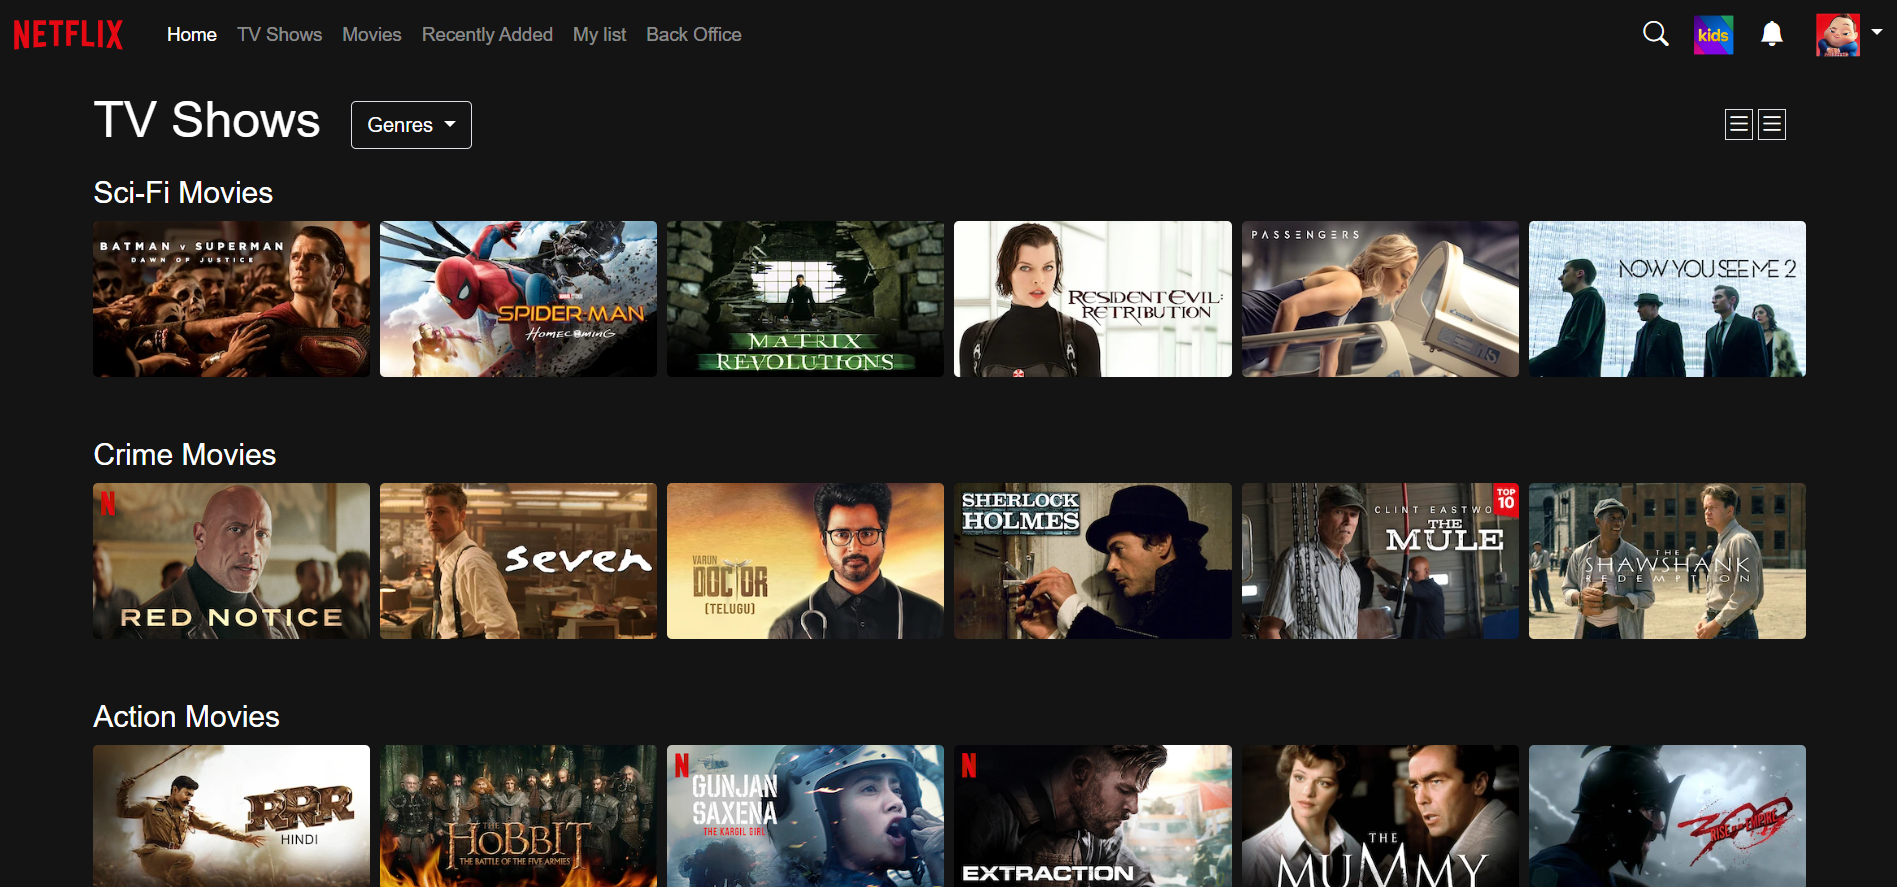 NETFLIX
Home TV Shows Movies Recently Added My list Back Office
kids
TV Shows
Genres
Sci-Fi Movies
BATMAN v SUPERMAN
DAWN OF JUSTICE
SPIDER-MAN
HOMECOMING
MATRIX
REVOLUTIONS
RESIDENT EVIL:
RETRIBUTION
PASSENGERS
NOW YOU SEE ME 2
Crime Movies
N
RED NOTICE
seven
VARUN
DOCTOR
(TELUGU)
SHERLOCK
HOLMES
TOP
10
CLINT EASTWO
THE
MULE
THE
SHAWSHANK
REDEMPTION
Action Movies
RRR
HINDI
THE
HOBBIT
THE BATTLE OF THE FIVE ARMIES
N
GUNJAN
SAXENA
THE KARGIL GIRL
N
EXTRACTION
THE
MUMMY
300
RISE OF AN EMPIRE